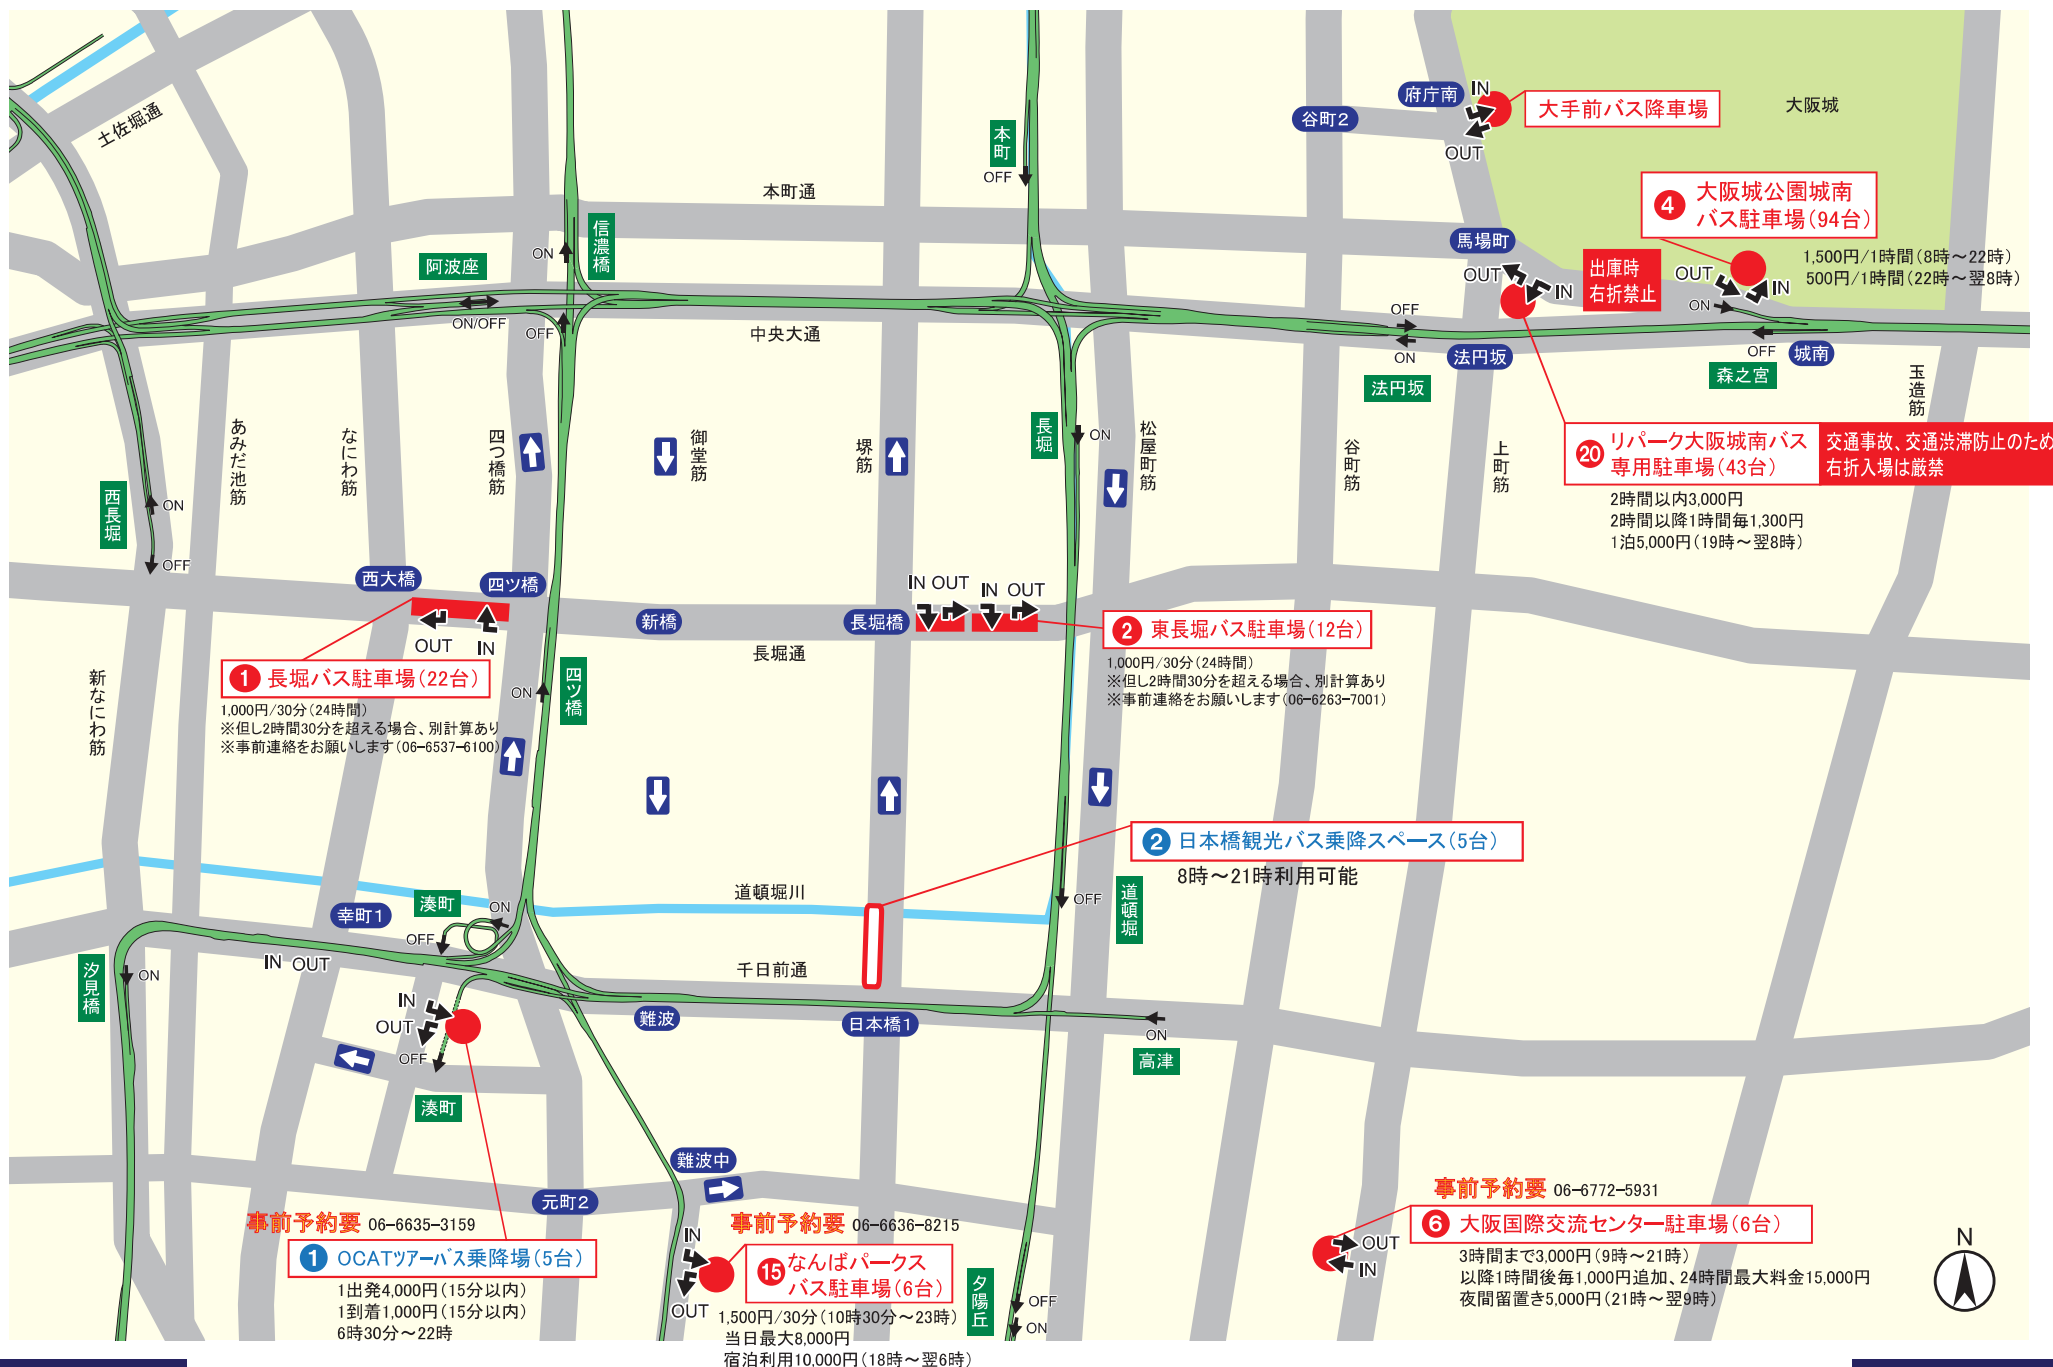 土佐堀通
本町
OFF
府庁南
IN
谷町2
OUT
大手前バス降車場
大阪城
本町通
4 大阪城公園城南
バス駐車場(94台)
1,500円/1時間(8時～22時)
500円/1時間(22時～翌8時)
馬場町
OUT
IN
出庫時
右折禁止
OUT
IN
ON
信濃橋
ON
阿波座
ON/OFF
OFF
中央大通
OFF
ON
法円坂
法円坂
OFF
城南
森之宮
玉造筋
あみだ池筋
なにわ筋
四つ橋筋
御堂筋
堺筋
長堀
ON
松屋町筋
谷町筋
上町筋
20 リパーク大阪城南バス
専用駐車場(43台)
交通事故、交通渋滞防止のため
右折入場は厳禁
2時間以内3,000円
2時間以降1時間毎1,300円
1泊5,000円(19時～翌8時)
西長堀
ON
OFF
西大橋
四ツ橋
OUT
IN
新橋
長堀橋
IN OUT
IN OUT
長堀通
2 東長堀バス駐車場(12台)
1,000円/30分(24時間)
※但し2時間30分を超える場合、別計算あり
※事前連絡をお願いします(06-6263-7001)
1 長堀バス駐車場(22台)
1,000円/30分(24時間)
※但し2時間30分を超える場合、別計算あり
※事前連絡をお願いします(06-6537-6100)
新なにわ筋
ON
四ツ橋
2 日本橋観光バス乗降スペース(5台)
8時～21時利用可能
道頓堀川
OFF
道頓堀
幸町1
湊町
ON
OFF
IN OUT
千日前通
汐見橋
ON
IN
OUT
OFF
湊町
難波
日本橋1
ON
高津
難波中
元町2
事前予約要 06-6635-3159
1 OCATツアーバス乗降場(5台)
1出発4,000円(15分以内)
1到着1,000円(15分以内)
6時30分～22時
事前予約要 06-6636-8215
IN
OUT
15 なんばパークス
バス駐車場(6台)
1,500円/30分(10時30分～23時)
当日最大8,000円
宿泊利用10,000円(18時～翌6時)
夕陽丘
OFF
ON
事前予約要 06-6772-5931
6 大阪国際交流センター駐車場(6台)
OUT
IN
3時間まで3,000円(9時～21時)
以降1時間後毎1,000円追加、24時間最大料金15,000円
夜間留置き5,000円(21時～翌9時)
N